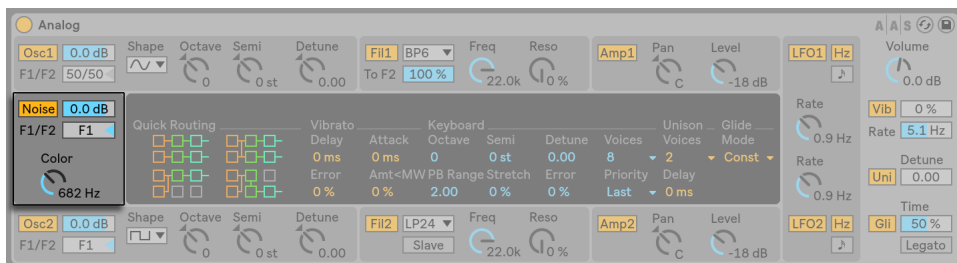 Analog
AAS
Osc1 0.0 dB Shape Octave Semi Detune Fil1 BP6 Freq Reso Amp1 Pan Level LFO1 Hz Volume
F1/F2 50/50 0 0 st 0.00 To F2 100 % 22.0k 0 % C -18 dB 0.0 dB
Noise 0.0 dB Rate Vib 0 %
F1/F2 F1 Quick Routing Vibrato Keyboard Unison Glide Rate 5.1 Hz
Delay Attack Octave Semi Detune Voices Voices Mode 0.9 Hz
Color 0 ms 0 ms 0 0 st 0.00 8 2 Const Rate Detune
682 Hz Error Amt<MW PB Range Stretch Error Priority Delay Uni 0.00
0 % 0 % 2.00 0 % 0 % Last 0 ms 0.9 Hz
Time
Osc2 0.0 dB Shape Octave Semi Detune Fil2 LP24 Freq Reso Amp2 Pan Level LFO2 Hz Gli 50 %
F1/F2 F1 0 0 st 0.00 Slave 22.0k 0 % C -18 dB Legato